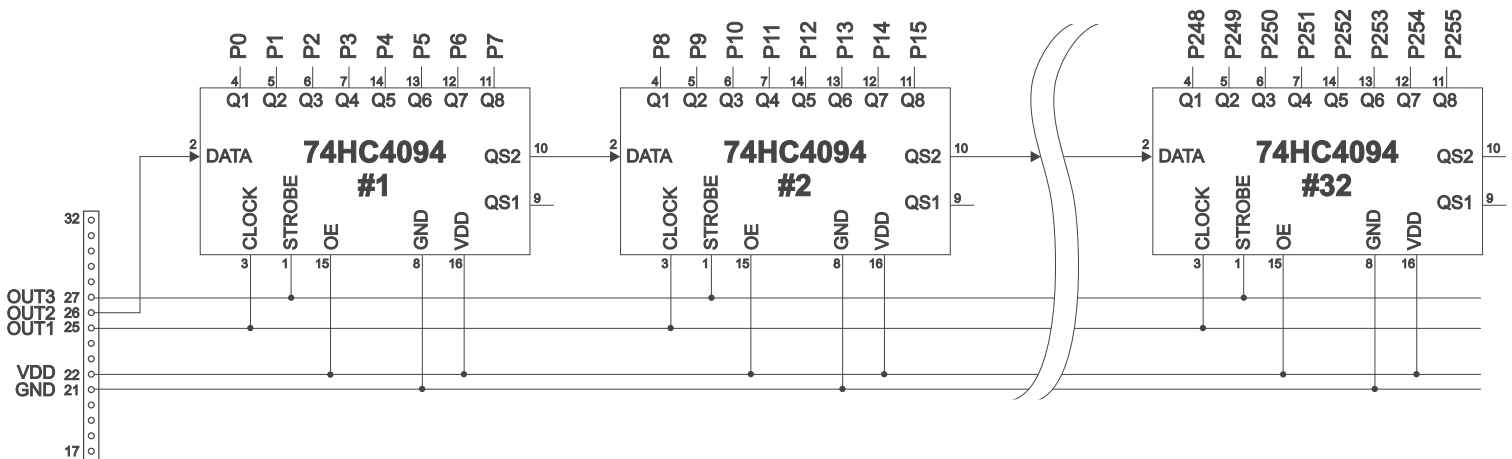 P0 P1 P2 P3 P4 P5 P6 P7
4 5 6 7 14 13 12 11
Q1 Q2 Q3 Q4 Q5 Q6 Q7 Q8
2 DATA 74HC4094 QS2 10
#1 QS1 9
CLOCK STROBE OE GND VDD
3 1 15 8 16
P8 P9 P10 P11 P12 P13 P14 P15
4 5 6 7 14 13 12 11
Q1 Q2 Q3 Q4 Q5 Q6 Q7 Q8
2 DATA 74HC4094 QS2 10
#2 QS1 9
CLOCK STROBE OE GND VDD
3 1 15 8 16
P248 P249 P250 P251 P252 P253 P254 P255
4 5 6 7 14 13 12 11
Q1 Q2 Q3 Q4 Q5 Q6 Q7 Q8
2 DATA 74HC4094 QS2 10
#32 QS1 9
CLOCK STROBE OE GND VDD
3 1 15 8 16
32
OUT3 27
OUT2 26
OUT1 25
VDD 22
GND 21
17